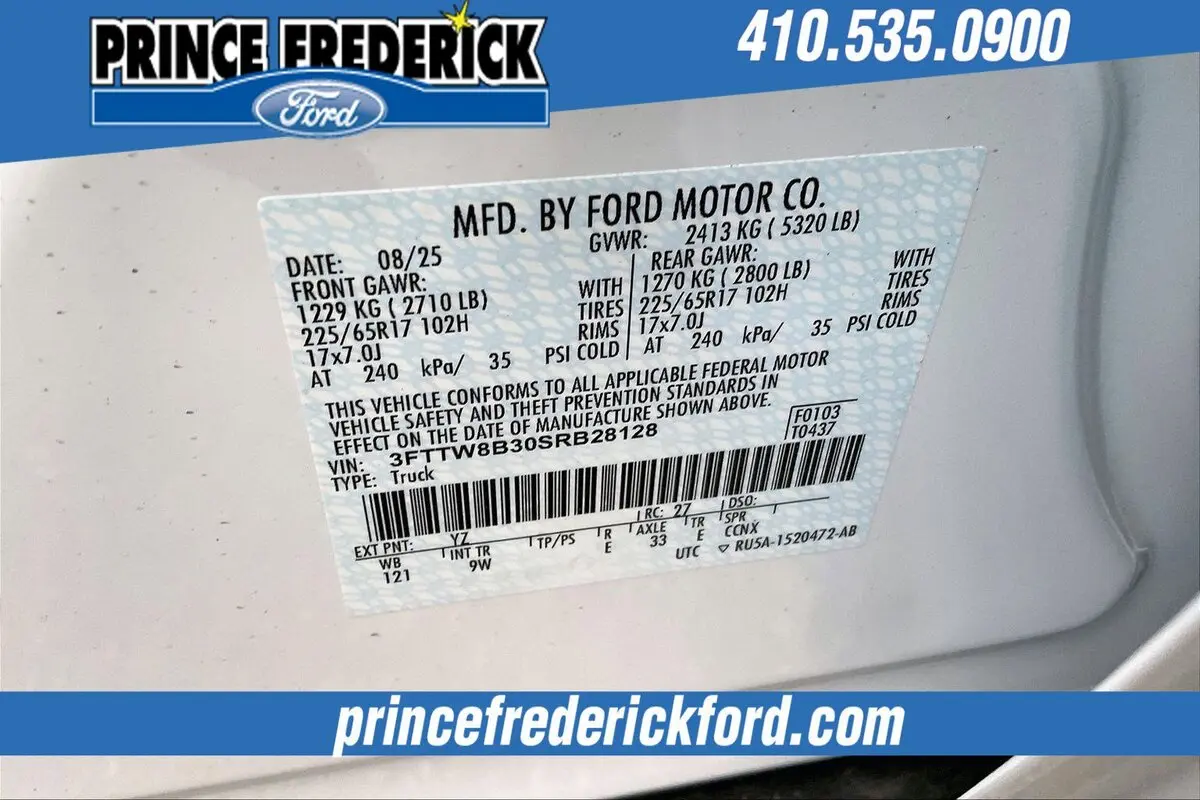 PRINCE FREDERICK
Ford
410.535.0900
MFD. BY FORD MOTOR CO.
DATE: 08/25 GVWR: 2413 KG ( 5320 LB)
FRONT GAWR: REAR GAWR:
1229 KG ( 2710 LB) WITH 1270 KG ( 2800 LB) WITH
225/65R17 102H TIRES 225/65R17 102H TIRES
17x7.0J RIMS 17x7.0J RIMS
AT 240 kPa/ 35 PSI COLD AT 240 kPa/ 35 PSI COLD
THIS VEHICLE CONFORMS TO ALL APPLICABLE FEDERAL MOTOR
VEHICLE SAFETY AND THEFT PREVENTION STANDARDS IN
EFFECT ON THE DATE OF MANUFACTURE SHOWN ABOVE.
VIN: 3FTTW8B30SRB28128 F0103
TYPE: Truck T0437
EXT PNT: YZ RC: 27 DSO:
WB INT TR TP/PS R AXLE TR SPR
121 9W E 33 E CCNX
UTC ▽ RU5A-1520472-AB
princefrederickford.com